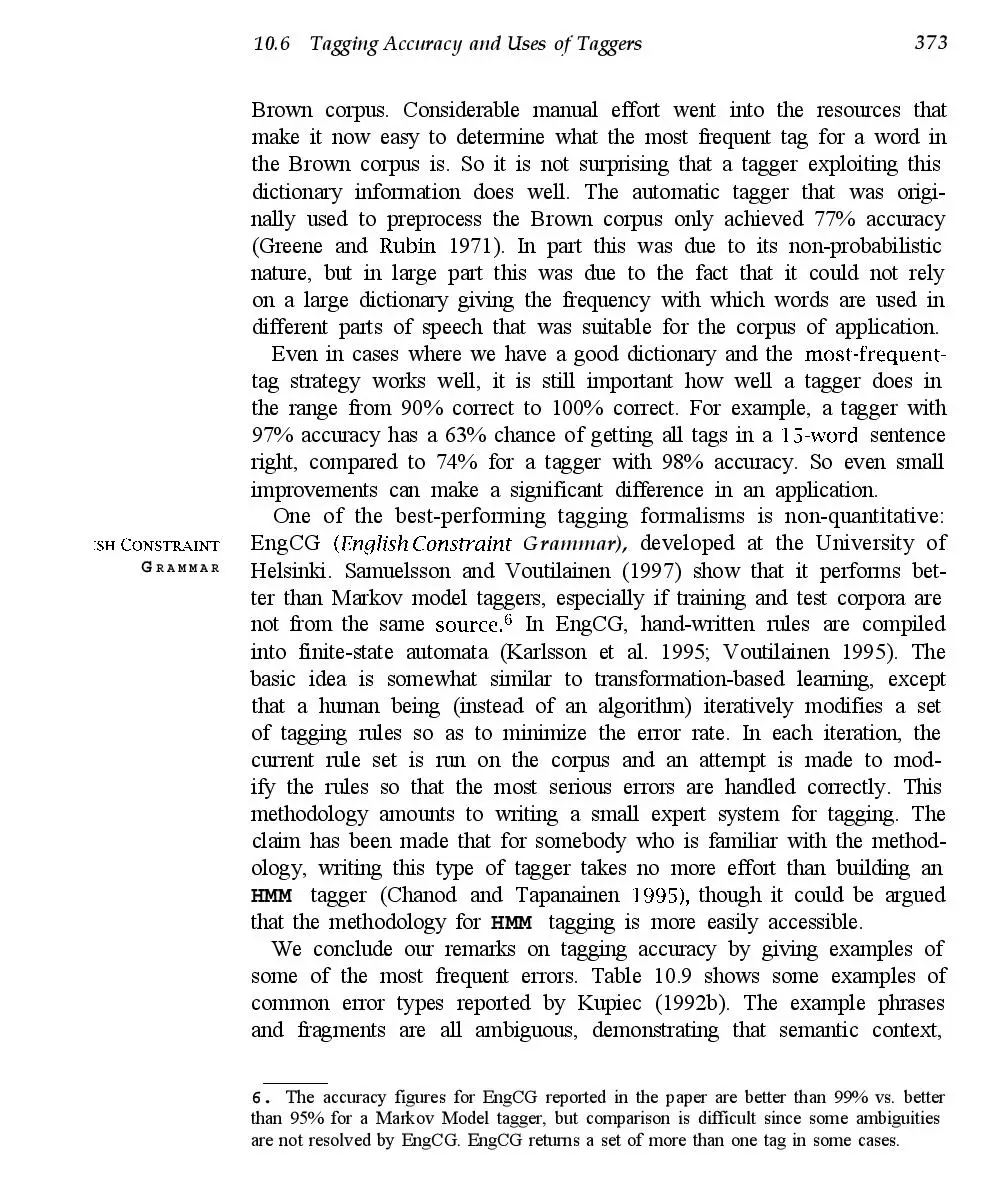 10.6 Tagging Accuracy and Uses of Taggers 373
Brown corpus. Considerable manual effort went into the resources that
make it now easy to determine what the most frequent tag for a word in
the Brown corpus is. So it is not surprising that a tagger exploiting this
dictionary information does well. The automatic tagger that was origi-
nally used to preprocess the Brown corpus only achieved 77% accuracy
(Greene and Rubin 1971). In part this was due to its non-probabilistic
nature, but in large part this was due to the fact that it could not rely
on a large dictionary giving the frequency with which words are used in
different parts of speech that was suitable for the corpus of application.
Even in cases where we have a good dictionary and the most-frequent-
tag strategy works well, it is still important how well a tagger does in
the range from 90% correct to 100% correct. For example, a tagger with
97% accuracy has a 63% chance of getting all tags in a 15-word sentence
right, compared to 74% for a tagger with 98% accuracy. So even small
improvements can make a significant difference in an application.
One of the best-performing tagging formalisms is non-quantitative:
SH CONSTRAINT
GRAMMAR
EngCG (English Constraint Grammar), developed at the University of
Helsinki. Samuelsson and Voutilainen (1997) show that it performs bet-
ter than Markov model taggers, especially if training and test corpora are
not from the same source.6 In EngCG, hand-written rules are compiled
into finite-state automata (Karlsson et al. 1995; Voutilainen 1995). The
basic idea is somewhat similar to transformation-based learning, except
that a human being (instead of an algorithm) iteratively modifies a set
of tagging rules so as to minimize the error rate. In each iteration, the
current rule set is run on the corpus and an attempt is made to mod-
ify the rules so that the most serious errors are handled correctly. This
methodology amounts to writing a small expert system for tagging. The
claim has been made that for somebody who is familiar with the method-
ology, writing this type of tagger takes no more effort than building an
HMM tagger (Chanod and Tapanainen 1995), though it could be argued
that the methodology for HMM tagging is more easily accessible.
We conclude our remarks on tagging accuracy by giving examples of
some of the most frequent errors. Table 10.9 shows some examples of
common error types reported by Kupiec (1992b). The example phrases
and fragments are all ambiguous, demonstrating that semantic context,
6. The accuracy figures for EngCG reported in the paper are better than 99% vs. better
than 95% for a Markov Model tagger, but comparison is difficult since some ambiguities
are not resolved by EngCG. EngCG returns a set of more than one tag in some cases.